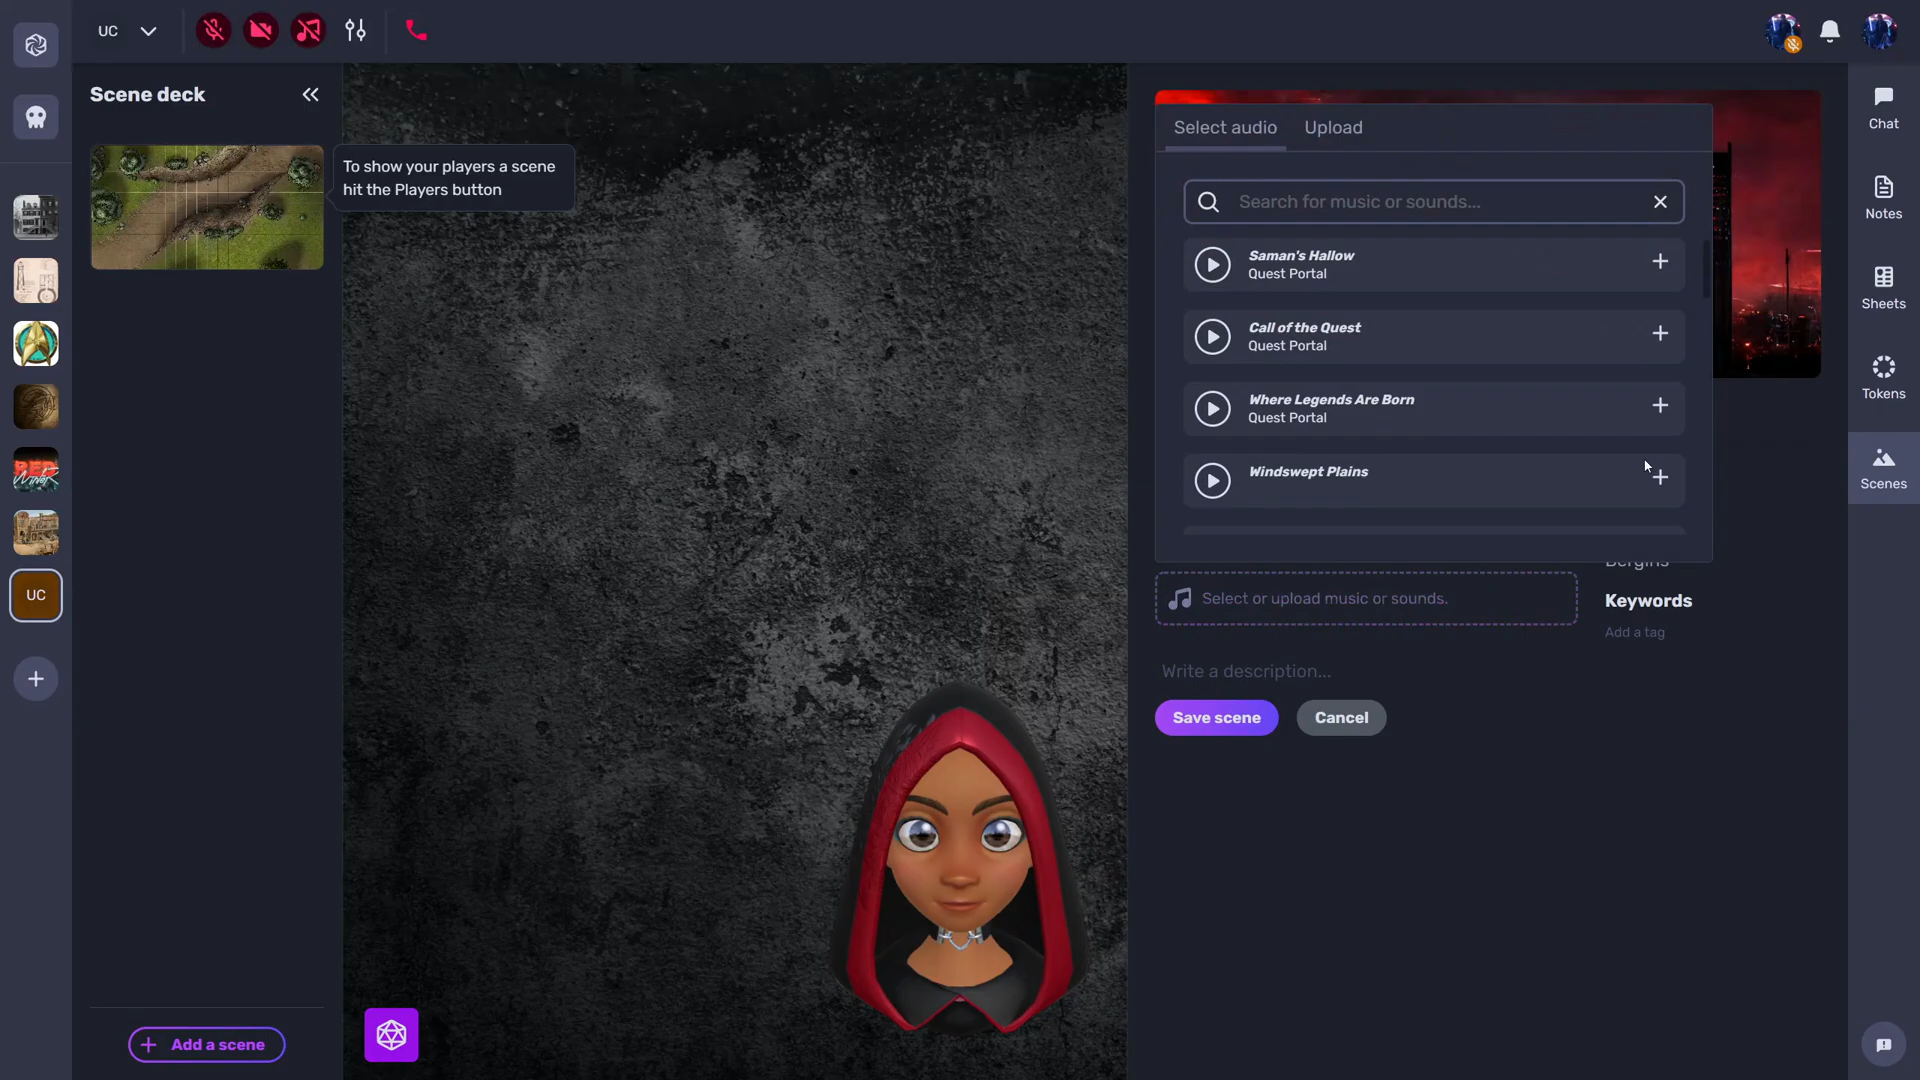 UC
Scene deck
To show your players a scene
hit the Players button
Select audio
Upload
Search for music or sounds...
Saman's Hallow
Quest Portal
Call of the Quest
Quest Portal
Where Legends Are Born
Quest Portal
Windswept Plains
Select or upload music or sounds.
Keywords
Add a tag
Write a description...
Save scene
Cancel
Chat
Notes
Sheets
Tokens
Scenes
RED
UC
Add a scene